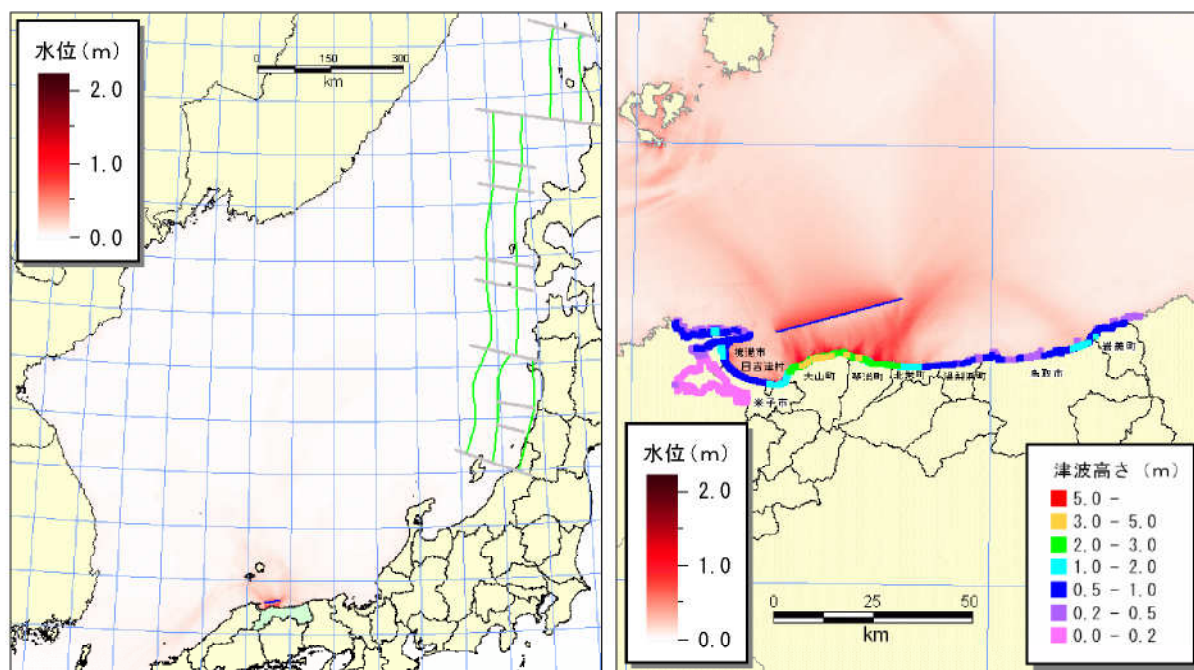 水位(m)
2.0
1.0
0.0
0 150 300
km
境港市
日吉津村
米子市
大山町
琴浦町
北栄町
湯梨浜町
鳥取市
岩美町
水位(m)
2.0
1.0
0.0
0 25 50
km
津波高さ (m)
5.0 -
3.0 - 5.0
2.0 - 3.0
1.0 - 2.0
0.5 - 1.0
0.2 - 0.5
0.0 - 0.2